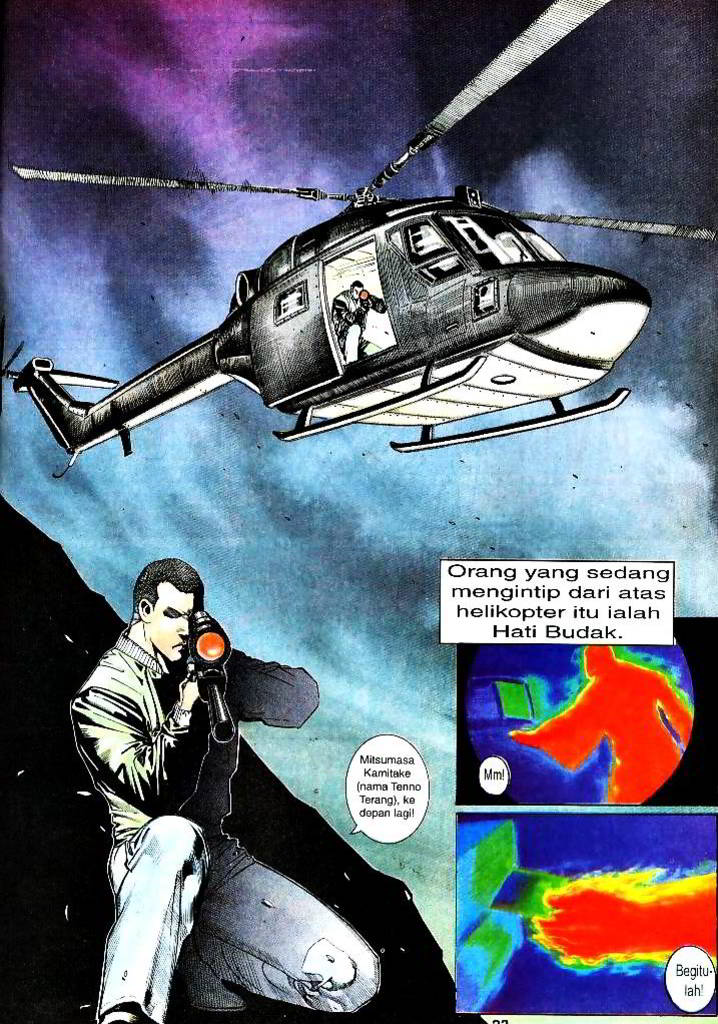 Orang yang sedang
mengintip dari atas
helikopter itu ialah
Hati Budak.
Mm!
Mitsumasa
Kamitake
(nama Tenno
Terang), ke
depan lagi!
Begitu-
lah!